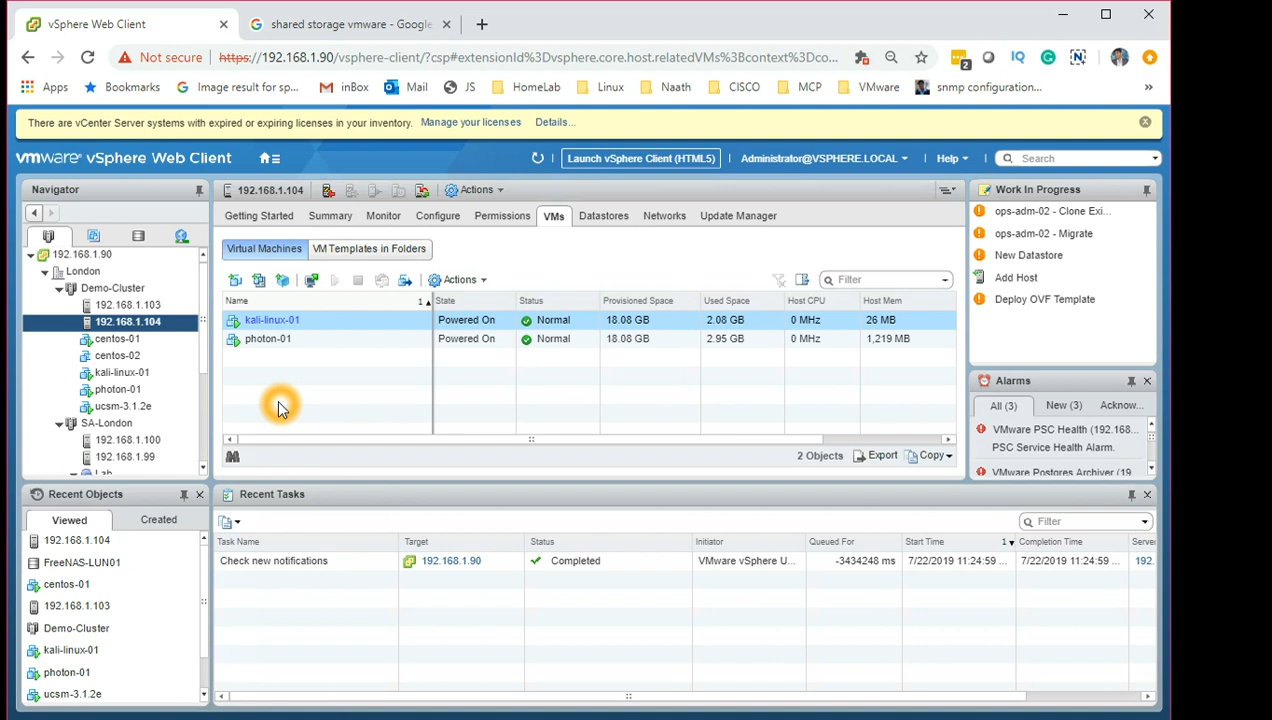 vSphere Web Client
shared storage vmware - Google
Not secure
https://192.168.1.90/vsphere-client/?csp#extensionId%3Dvsphere.core.host.relatedVMs%3Bcontext%3Dco...
2
IQ
Apps
Bookmarks
Image result for sp...
inBox
Mail
JS
HomeLab
Linux
Naath
CISCO
MCP
VMware
snmp configuration...
»
There are vCenter Server systems with expired or expiring licenses in your inventory. Manage your licenses Details...
vmware® vSphere Web Client
Launch vSphere Client (HTML5)
Administrator@VSPHERE.LOCAL
Help
Search
Navigator
192.168.1.90
London
Demo-Cluster
192.168.1.103
192.168.1.104
centos-01
centos-02
kali-linux-01
photon-01
ucsm-3.1.2e
SA-London
192.168.1.100
192.168.1.99
Lab
192.168.1.104
Actions
Getting Started Summary Monitor Configure Permissions VMs Datastores Networks Update Manager
Virtual Machines VM Templates in Folders
Actions
Filter
Name 1 State Status Provisioned Space Used Space Host CPU Host Mem
kali-linux-01 Powered On Normal 18.08 GB 2.08 GB 0 MHz 26 MB
photon-01 Powered On Normal 18.08 GB 2.95 GB 0 MHz 1,219 MB
2 Objects Export Copy
Work In Progress
ops-adm-02 - Clone Exi...
ops-adm-02 - Migrate
New Datastore
Add Host
Deploy OVF Template
Alarms
All (3) New (3) Acknow...
VMware PSC Health (192.168...
PSC Service Health Alarm.
VMware Postgres Archiver (19
Recent Objects
Viewed Created
192.168.1.104
FreeNAS-LUN01
centos-01
192.168.1.103
Demo-Cluster
kali-linux-01
photon-01
ucsm-3.1.2e
Recent Tasks
Filter
Task Name Target Status Initiator Queued For Start Time 1 Completion Time Server
Check new notifications 192.168.1.90 Completed VMware vSphere U... -3434248 ms 7/22/2019 11:24:59 ... 7/22/2019 11:24:59 ... 192.